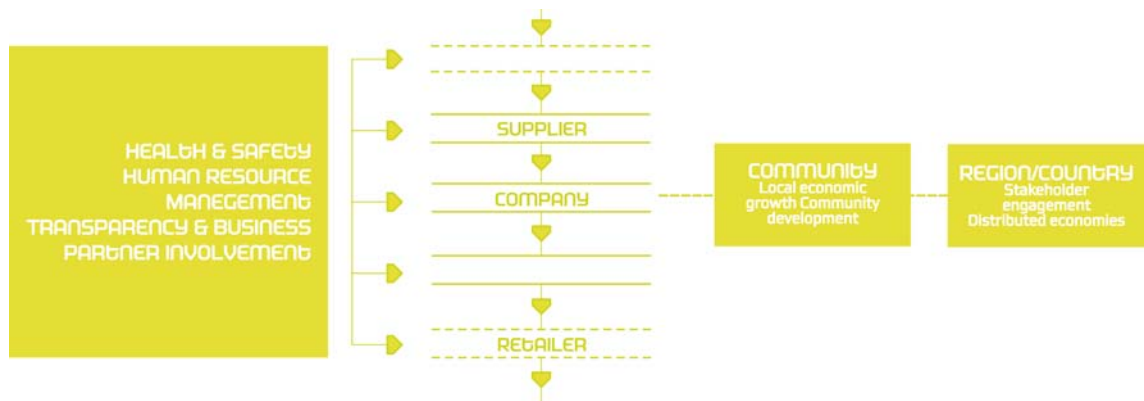 HEALTH & SAFETY
HUMAN RESOURCE
MANEGEMENT
TRANSPARENCY & BUSINESS
PARTNER INVOLVEMENT
SUPPLIER
COMPANY
RETAILER
COMMUNITY
Local economic
growth Community
development
REGION/COUNTRY
Stakeholder
engagement
Distributed economies